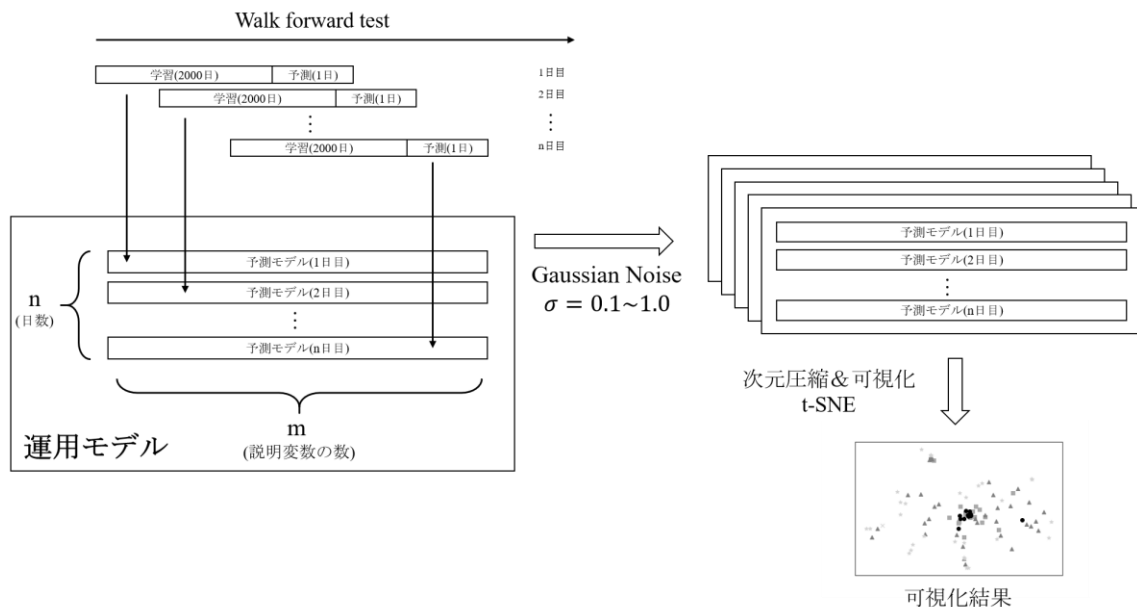 Walk forward test
学習(2000日) 予測(1日) 1日目
学習(2000日) 予測(1日) 2日目
⋮ ⋮
学習(2000日) 予測(1日) n日目
予測モデル(1日目)
予測モデル(2日目)
⋮
予測モデル(n日目)
n
(日数)
m
(説明変数の数)
運用モデル
Gaussian Noise
σ = 0.1~1.0
予測モデル(1日目)
予測モデル(2日目)
⋮
予測モデル(n日目)
次元圧縮＆可視化
t-SNE
可視化結果